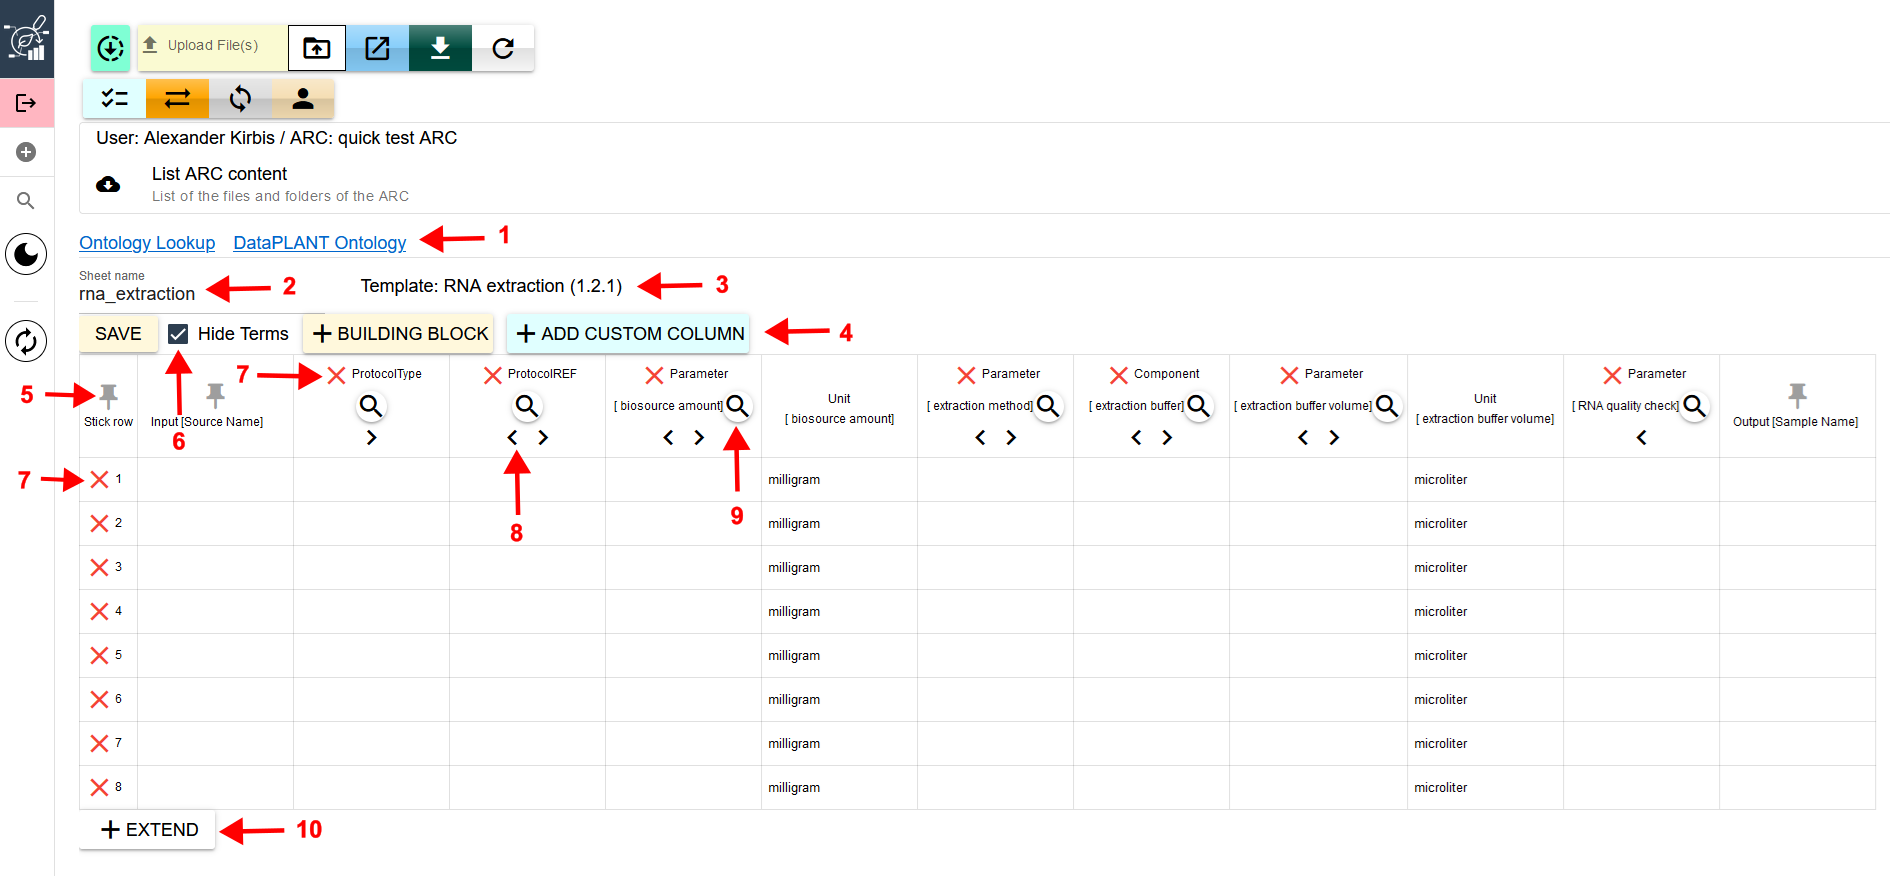 Upload File(s)
User: Alexander Kirbis / ARC: quick test ARC
List ARC content
List of the files and folders of the ARC
Ontology Lookup DataPLANT Ontology 1
Sheet name
rna_extraction 2 Template: RNA extraction (1.2.1) 3
SAVE Hide Terms + BUILDING BLOCK + ADD CUSTOM COLUMN 4
7 ProtocolType ProtocolREF Parameter Parameter Component Parameter Parameter
5 Unit Unit
[ biosource amount] [ extraction method] [ extraction buffer] [ extraction buffer volume] [ RNA quality check]
Stick row Input [Source Name] [ biosource amount] [ extraction buffer volume] Output [Sample Name]
6
7 1 milligram microliter
9
2 milligram microliter
8
3 milligram microliter
4 milligram microliter
5 milligram microliter
6 milligram microliter
7 milligram microliter
8 milligram microliter
+ EXTEND 10